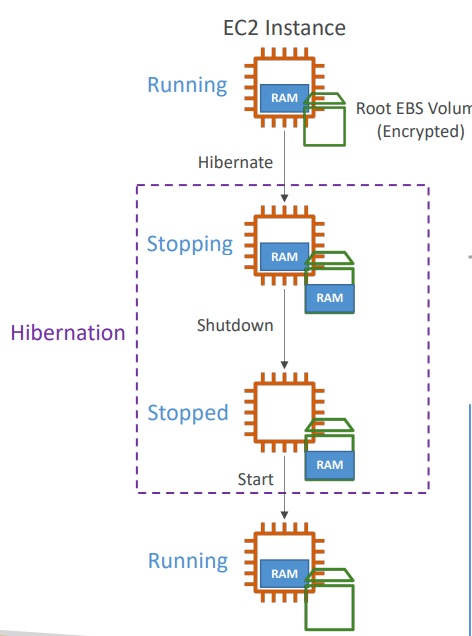 EC2 Instance
Running
RAM
Root EBS Volum
(Encrypted)
Hibernate
Stopping
RAM
RAM
Shutdown
Hibernation
Stopped
RAM
Start
Running
RAM